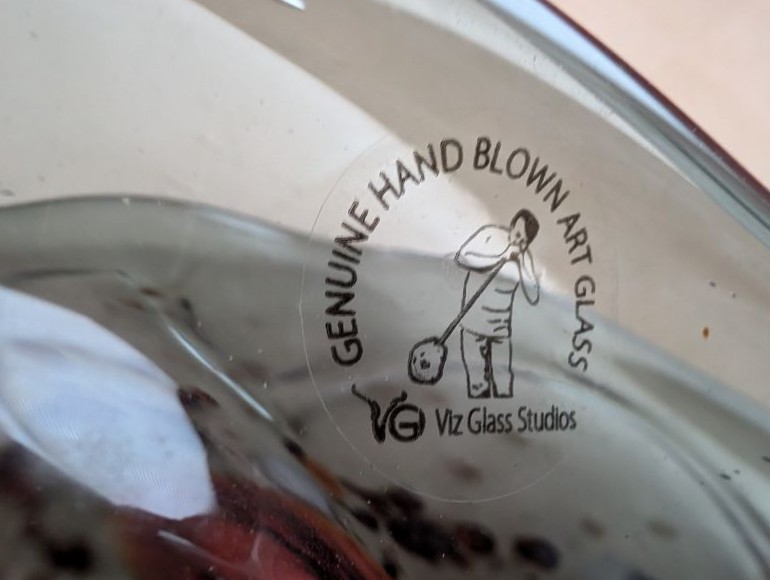 GENUINE HAND BLOWN ART GLASS
VG Viz Glass Studios